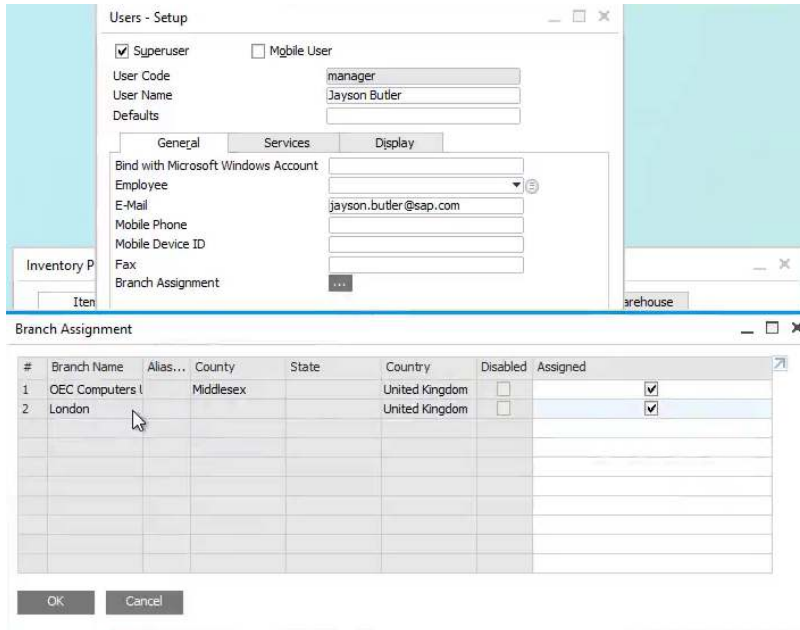 Users - Setup
Superuser Mobile User
User Code manager
User Name Jayson Butler
Defaults
General Services Display
Bind with Microsoft Windows Account
Employee
E-Mail jayson.butler@sap.com
Mobile Phone
Mobile Device ID
Inventory P Fax
Branch Assignment ...
Item arehouse
Branch Assignment
# Branch Name Alias... County State Country Disabled Assigned
1 OEC Computers U Middlesex United Kingdom
2 London United Kingdom
OK Cancel